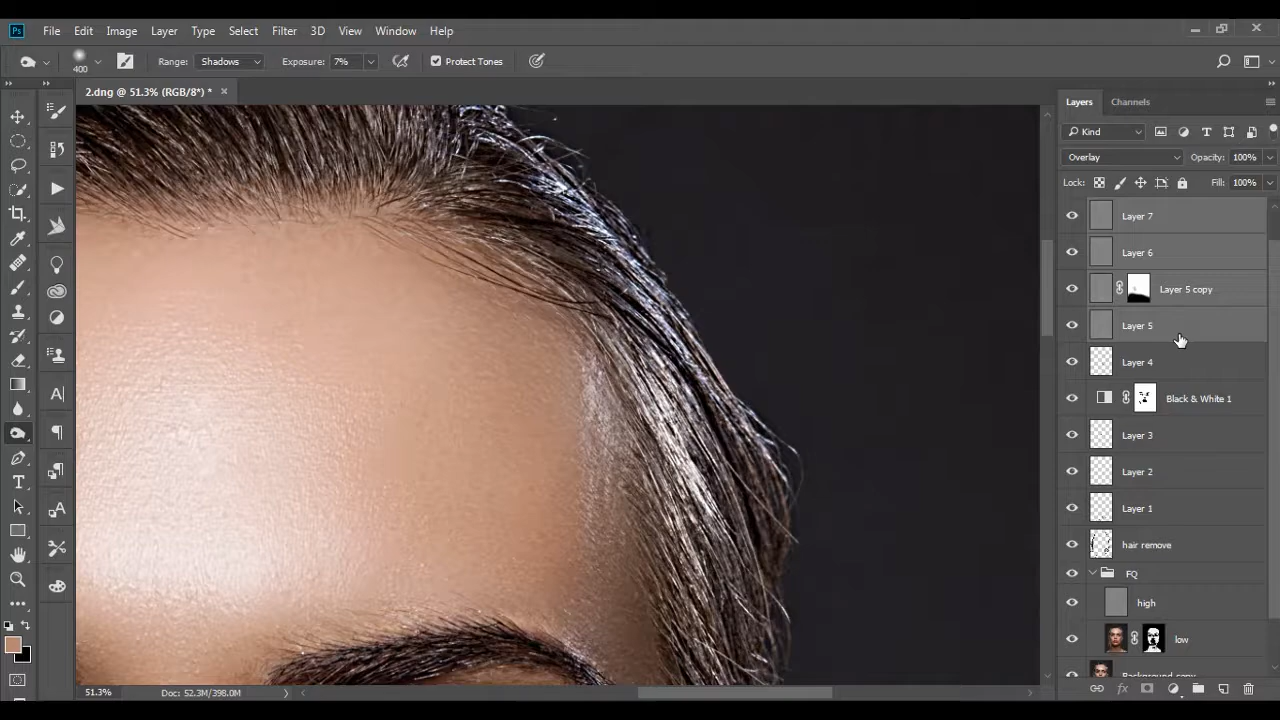 Ps File Edit Image Layer Type Select Filter 3D View Window Help
400 Range: Shadows Exposure: 7% Protect Tones
2.dng @ 51.3% (RGB/8*) *
Layers Channels
Kind
Overlay Opacity: 100%
Lock: Fill: 100%
Layer 7
Layer 6
Layer 5 copy
Layer 5
Layer 4
Black & White 1
Layer 3
Layer 2
Layer 1
hair remove
FQ
high
low
Background copy
51.3% Doc: 52.3M/398.0M